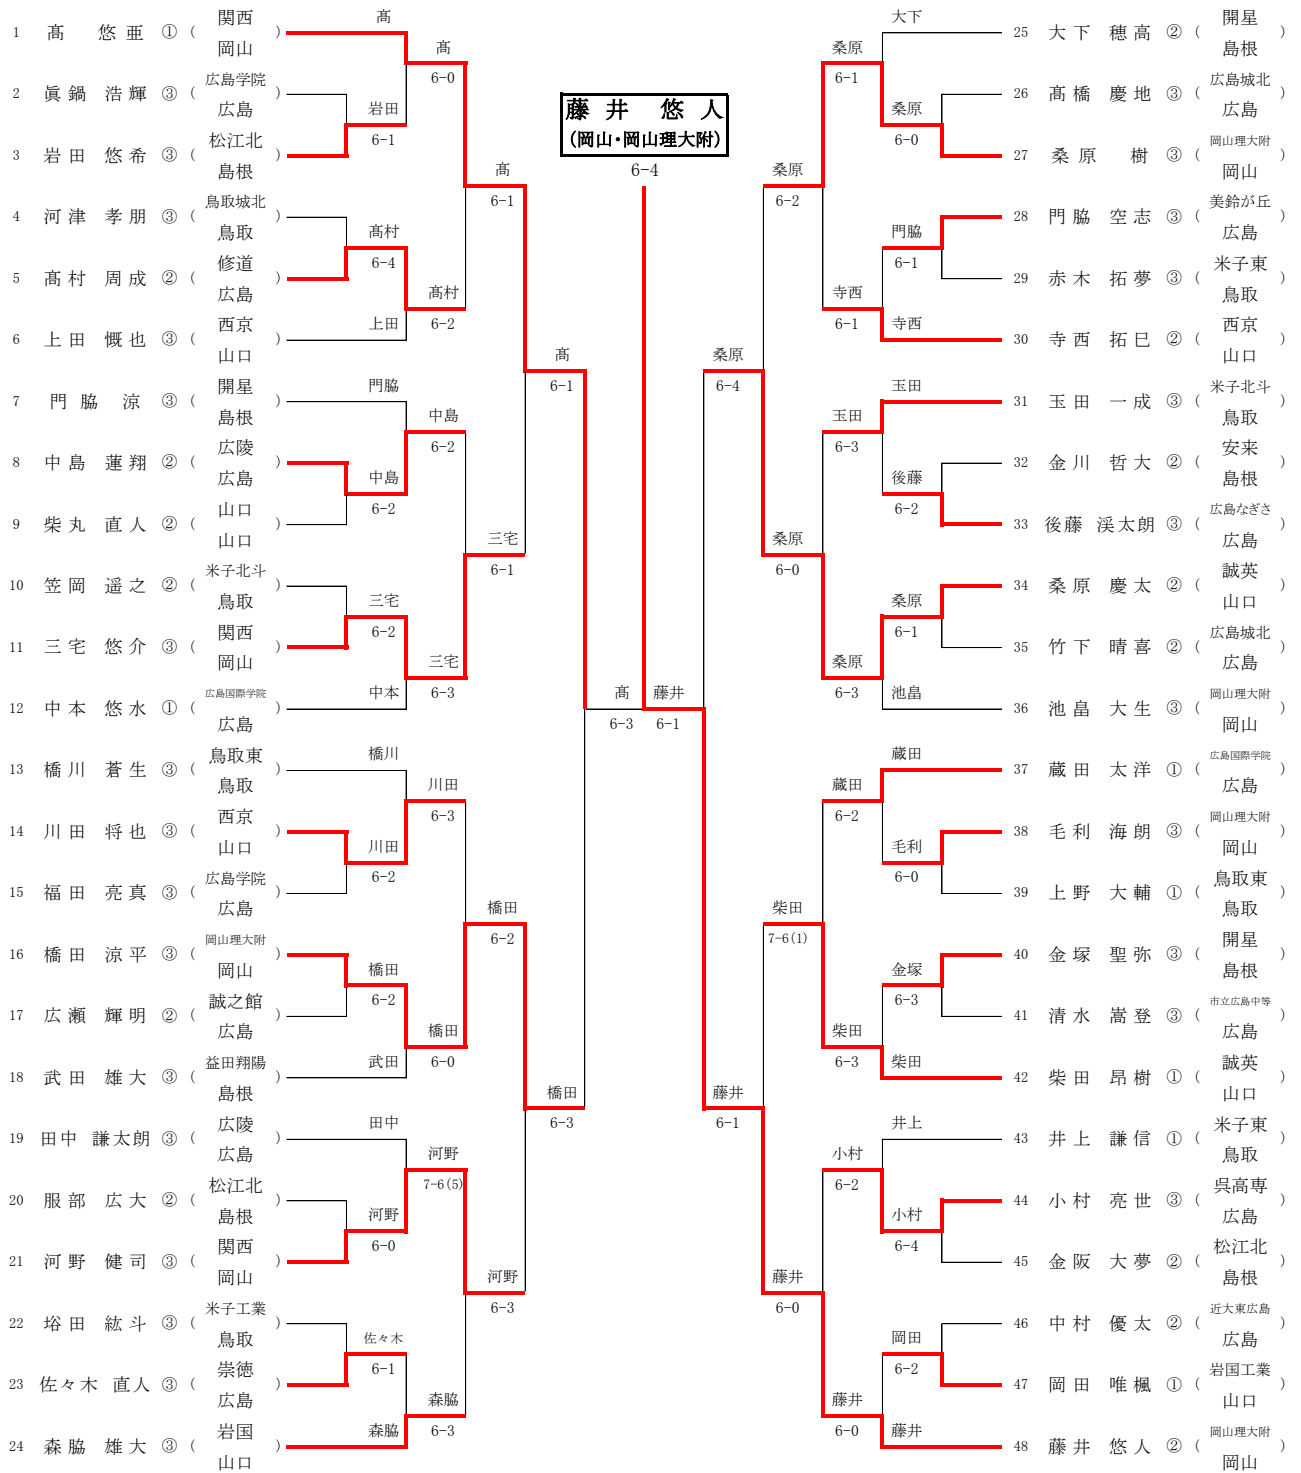 藤井 悠人
(岡山・岡山理大附)
6-4
1 髙 悠亜 ① ( 関西 岡山 )
2 眞鍋 浩輝 ③ ( 広島学院 広島 )
3 岩田 悠希 ③ ( 松江北 島根 )
4 河津 孝朋 ③ ( 鳥取城北 鳥取 )
5 髙村 周成 ② ( 修道 広島 )
6 上田 慨也 ③ ( 西京 山口 )
7 門脇 涼 ③ ( 開星 島根 )
8 中島 蓮翔 ② ( 広陵 広島 )
9 柴丸 直人 ② ( 山口 山口 )
10 笠岡 遥之 ② ( 米子北斗 鳥取 )
11 三宅 悠介 ③ ( 関西 岡山 )
12 中本 悠水 ① ( 広島国際学院 広島 )
13 橋川 蒼生 ③ ( 鳥取東 鳥取 )
14 川田 将也 ③ ( 西京 山口 )
15 福田 亮真 ③ ( 広島学院 広島 )
16 橋田 涼平 ③ ( 岡山理大附 岡山 )
17 広瀬 輝明 ② ( 誠之館 広島 )
18 武田 雄大 ③ ( 益田翔陽 島根 )
19 田中 謙太朗 ③ ( 広陵 広島 )
20 服部 広大 ② ( 松江北 島根 )
21 河野 健司 ③ ( 関西 岡山 )
22 塎田 紘斗 ③ ( 米子工業 鳥取 )
23 佐々木 直人 ③ ( 崇徳 広島 )
24 森脇 雄大 ③ ( 岩国 山口 )
髙
岩田
6-1
髙村
6-4
上田
門脇
中島
6-2
三宅
6-2
中本
橋川
川田
6-2
橋田
6-2
武田
田中
河野
6-0
佐々木
6-1
森脇
髙
6-0
髙村
6-2
中島
6-2
三宅
6-3
川田
6-3
橋田
6-0
河野
7-6(5)
森脇
6-3
髙
6-1
三宅
6-1
橋田
6-2
河野
6-3
髙
6-1
橋田
6-3
髙
6-3
藤井
6-1
桑原
6-4
藤井
6-1
桑原
6-2
桑原
6-0
柴田
7-6(1)
藤井
6-0
桑原
6-1
寺西
6-1
玉田
6-3
桑原
6-3
蔵田
6-2
柴田
6-3
小村
6-2
藤井
6-0
大下
桑原
6-0
門脇
6-1
寺西
玉田
後藤
6-2
桑原
6-1
池畠
蔵田
毛利
6-0
金塚
6-3
柴田
井上
小村
6-4
岡田
6-2
藤井
25 大下 穂高 ② ( 開星 島根 )
26 髙橋 慶地 ③ ( 広島城北 広島 )
27 桑原 樹 ③ ( 岡山理大附 岡山 )
28 門脇 空志 ③ ( 美鈴が丘 広島 )
29 赤木 拓夢 ③ ( 米子東 鳥取 )
30 寺西 拓巳 ② ( 西京 山口 )
31 玉田 一成 ③ ( 米子北斗 鳥取 )
32 金川 哲大 ② ( 安来 島根 )
33 後藤 渓太朗 ③ ( 広島なぎさ 広島 )
34 桑原 慶太 ② ( 誠英 山口 )
35 竹下 晴喜 ② ( 広島城北 広島 )
36 池畠 大生 ③ ( 岡山理大附 岡山 )
37 蔵田 太洋 ① ( 広島国際学院 広島 )
38 毛利 海朗 ③ ( 岡山理大附 岡山 )
39 上野 大輔 ① ( 鳥取東 鳥取 )
40 金塚 聖弥 ③ ( 開星 島根 )
41 清水 嵩登 ③ ( 市立広島中等 広島 )
42 柴田 昂樹 ① ( 誠英 山口 )
43 井上 謙信 ① ( 米子東 鳥取 )
44 小村 亮世 ③ ( 呉高専 広島 )
45 金阪 大夢 ② ( 松江北 島根 )
46 中村 優太 ② ( 近大東広島 広島 )
47 岡田 唯楓 ① ( 岩国工業 山口 )
48 藤井 悠人 ② ( 岡山理大附 岡山 )